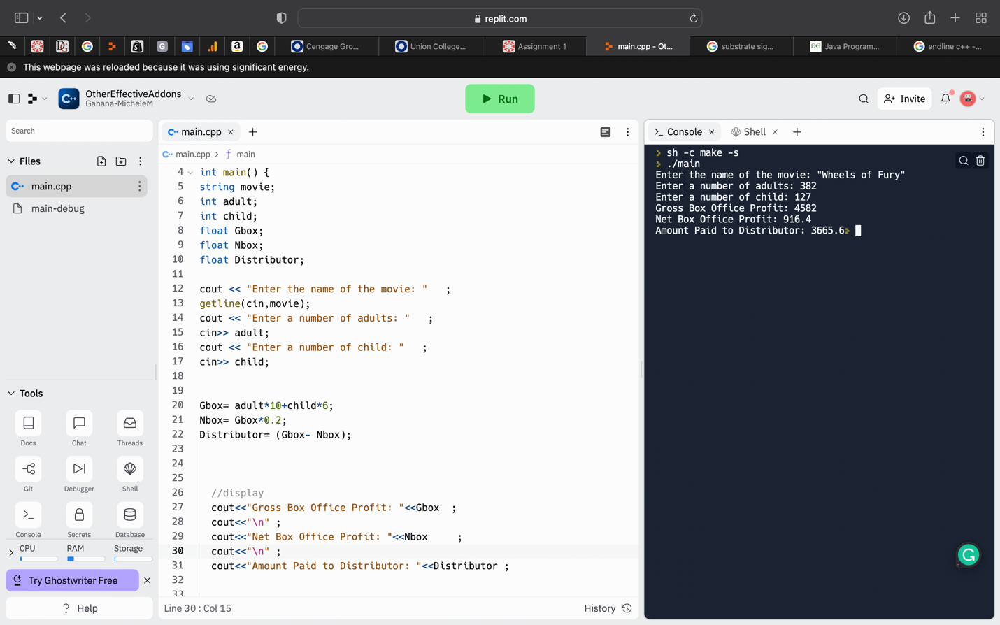 replit.com
Cengage Gro...
Union College...
Assignment 1
main.cpp - Ot...
substrate sig...
Java Program...
endline c++ -...
This webpage was reloaded because it was using significant energy.
OtherEffectiveAddons
Gahana-MicheleM
Run
Invite
Search
Files
main.cpp
main-debug
Tools
Docs
Chat
Threads
Git
Debugger
Shell
Console
Secrets
Database
CPU
RAM
Storage
Try Ghostwriter Free
? Help
main.cpp
main.cpp > main
4 int main() {
5 string movie;
6 int adult;
7 int child;
8 float Gbox;
9 float Nbox;
10 float Distributor;
11
12 cout << "Enter the name of the movie: "   ;
13 getline(cin,movie);
14 cout << "Enter a number of adults: "   ;
15 cin>> adult;
16 cout << "Enter a number of child: "   ;
17 cin>> child;
18
19
20 Gbox= adult*10+child*6;
21 Nbox= Gbox*0.2;
22 Distributor= (Gbox- Nbox);
23
24
25
26 //display
27 cout<<"Gross Box Office Profit: "<<Gbox  ;
28 cout<<"\n" ;
29 cout<<"Net Box Office Profit: "<<Nbox     ;
30 cout<<"\n" ;
31 cout<<"Amount Paid to Distributor: "<<Distributor ;
32
33
Line 30 : Col 15
History
Console
Shell
> sh -c make -s
> ./main
Enter the name of the movie: "Wheels of Fury"
Enter a number of adults: 382
Enter a number of child: 127
Gross Box Office Profit: 4582
Net Box Office Profit: 916.4
Amount Paid to Distributor: 3665.6>